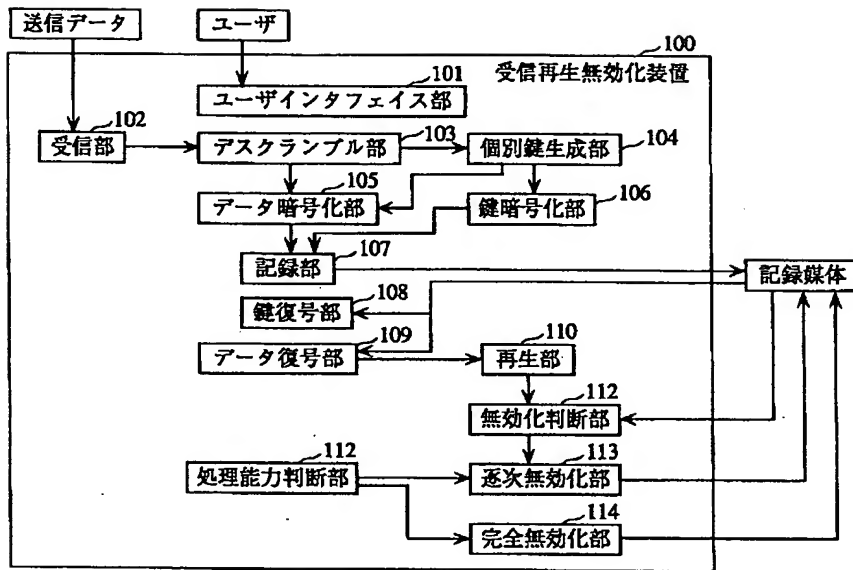 送信データ
ユーザ
100
受信再生無効化装置
101
ユーザインタフェイス部
102
受信部
103
デスクランブル部
104
個別鍵生成部
105
データ暗号化部
106
鍵暗号化部
107
記録部
記録媒体
108
鍵復号部
109
データ復号部
110
再生部
112
無効化判断部
112
処理能力判断部
113
逐次無効化部
114
完全無効化部